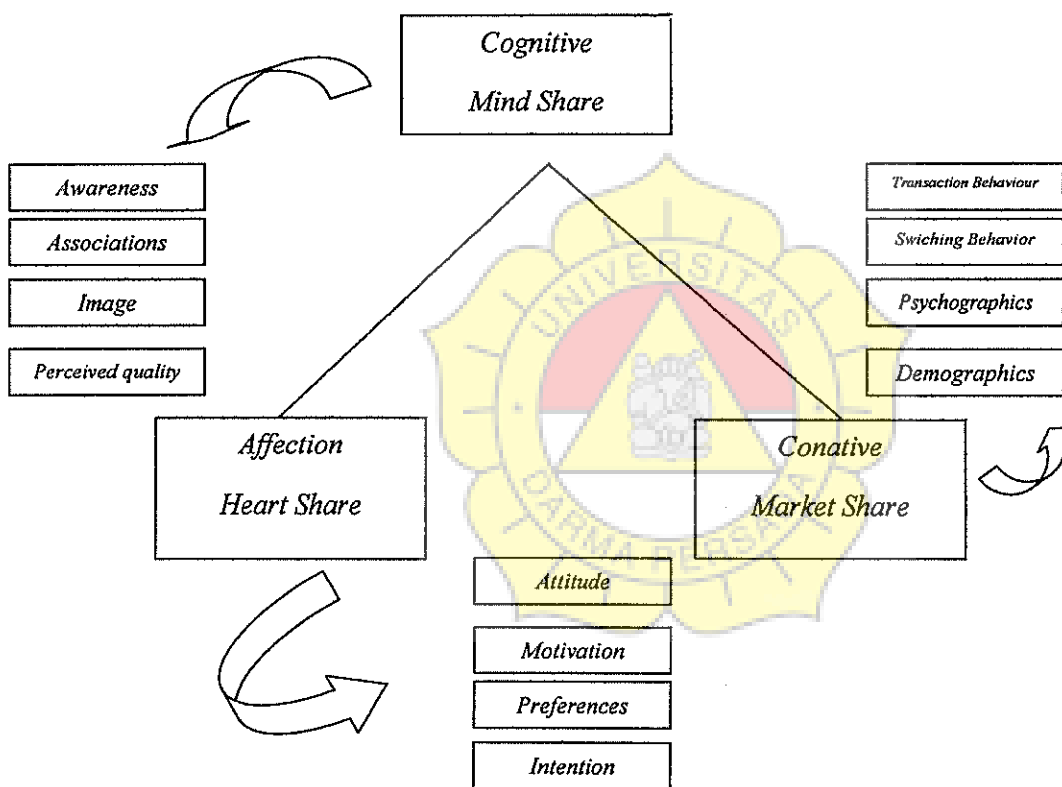 Cognitive
Mind Share
Awareness
Associations
Image
Perceived quality
Transaction Behaviour
Swiching Behavior
Psychographics
Demographics
Affection
Heart Share
Conative
Market Share
Attitude
Motivation
Preferences
Intention
UNIVERSITAS
DARMA PERSADA